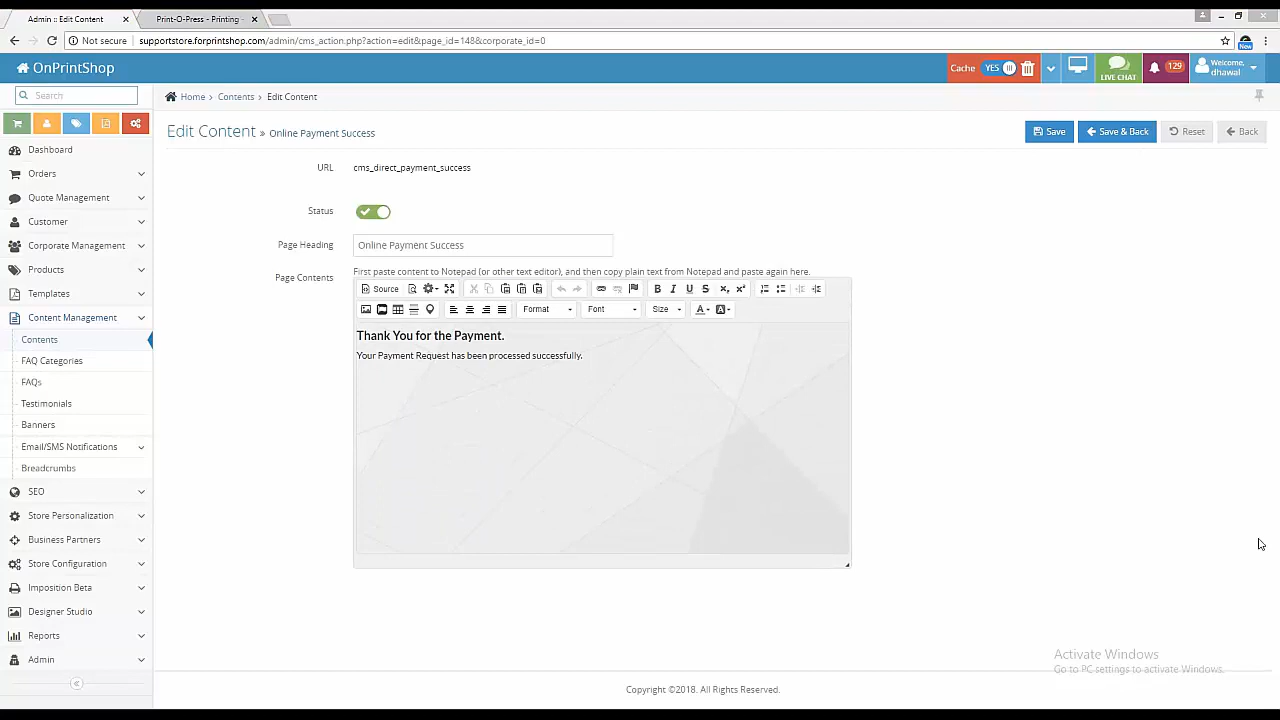 Admin :: Edit Content
Print-O-Press - Printing -
Not secure | supportstore.forprintshop.com/admin/cms_action.php?action=edit&page_id=148&corporate_id=0
New
OnPrintShop
Cache YES
LIVE CHAT
129
Welcome, dhawal
Search
Home > Contents > Edit Content
Edit Content » Online Payment Success
Save
Save & Back
Reset
Back
Dashboard
Orders
Quote Management
Customer
Corporate Management
Products
Templates
Content Management
Contents
FAQ Categories
FAQs
Testimonials
Banners
Email/SMS Notifications
Breadcrumbs
SEO
Store Personalization
Business Partners
Store Configuration
Imposition Beta
Designer Studio
Reports
Admin
URL cms_direct_payment_success
Status
Page Heading Online Payment Success
Page Contents First paste content to Notepad (or other text editor), and then copy plain text from Notepad and paste again here.
Source
B I U S x₂ x²
Format Font Size A A
Thank You for the Payment.
Your Payment Request has been processed successfully.
Activate Windows
Go to PC settings to activate Windows.
Copyright ©2018. All Rights Reserved.